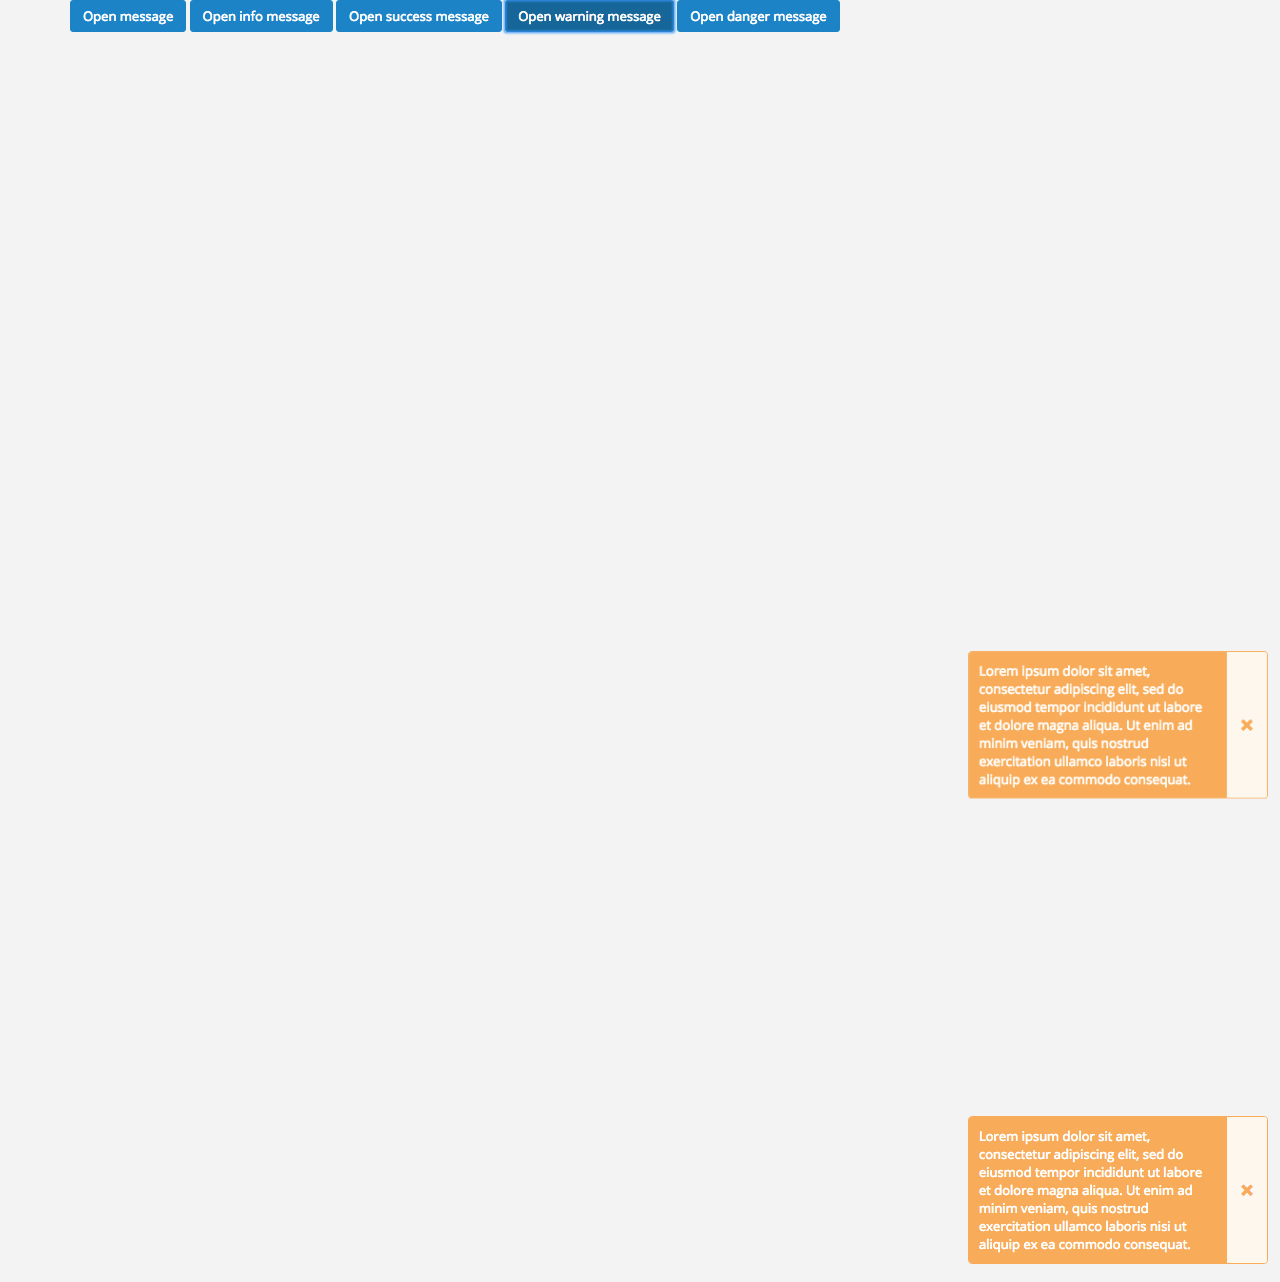 Open message Open info message Open success message Open warning message Open danger message
Lorem ipsum dolor sit amet,
consectetur adipiscing elit, sed do
eiusmod tempor incididunt ut labore
et dolore magna aliqua. Ut enim ad
minim veniam, quis nostrud
exercitation ullamco laboris nisi ut
aliquip ex ea commodo consequat.
Lorem ipsum dolor sit amet,
consectetur adipiscing elit, sed do
eiusmod tempor incididunt ut labore
et dolore magna aliqua. Ut enim ad
minim veniam, quis nostrud
exercitation ullamco laboris nisi ut
aliquip ex ea commodo consequat.